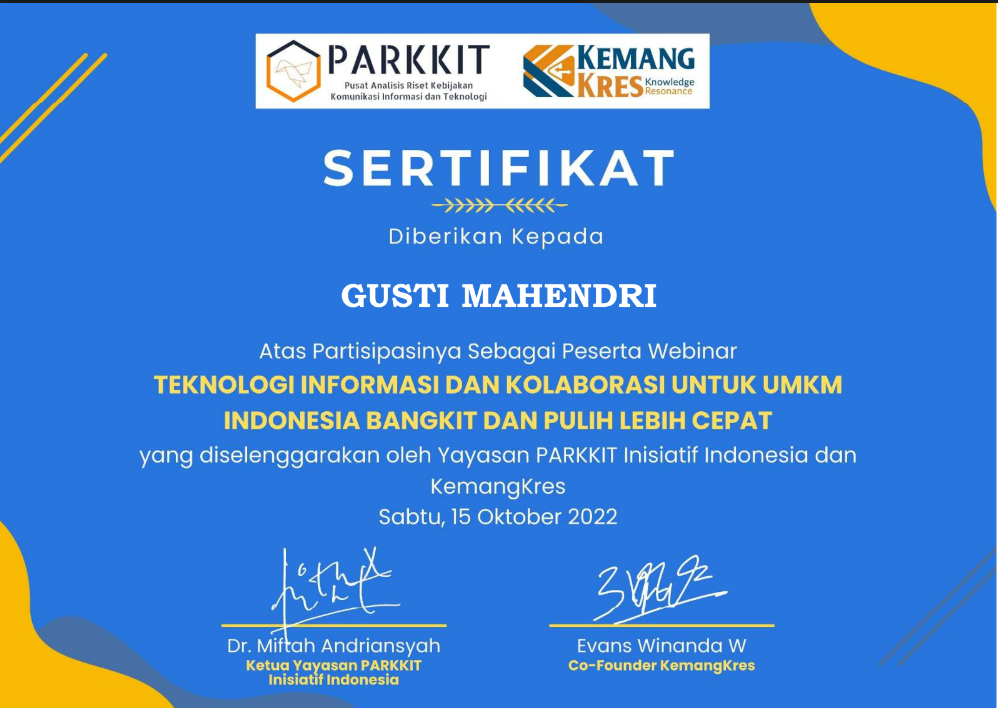 PARKKIT
Pusat Analisis Riset Kebijakan
Komunikasi Informasi dan Teknologi
KEMANG
KRES Knowledge
Resonance
SERTIFIKAT
Diberikan Kepada
GUSTI MAHENDRI
Atas Partisipasinya Sebagai Peserta Webinar
TEKNOLOGI INFORMASI DAN KOLABORASI UNTUK UMKM
INDONESIA BANGKIT DAN PULIH LEBIH CEPAT
yang diselenggarakan oleh Yayasan PARKKIT Inisiatif Indonesia dan
KemangKres
Sabtu, 15 Oktober 2022
Dr. Miftah Andriansyah
Ketua Yayasan PARKKIT
Inisiatif Indonesia
Evans Winanda W
Co-Founder KemangKres